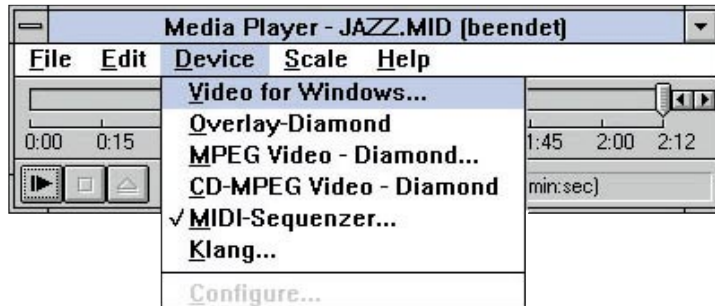 Media Player - JAZZ.MID (beendet)
File Edit Device Scale Help
Video for Windows...
Overlay-Diamond
MPEG Video - Diamond...
CD-MPEG Video - Diamond
✓ MIDI-Sequenzer...
Klang...
Configure...
0:00 0:15 1:45 2:00 2:12
min:sec)